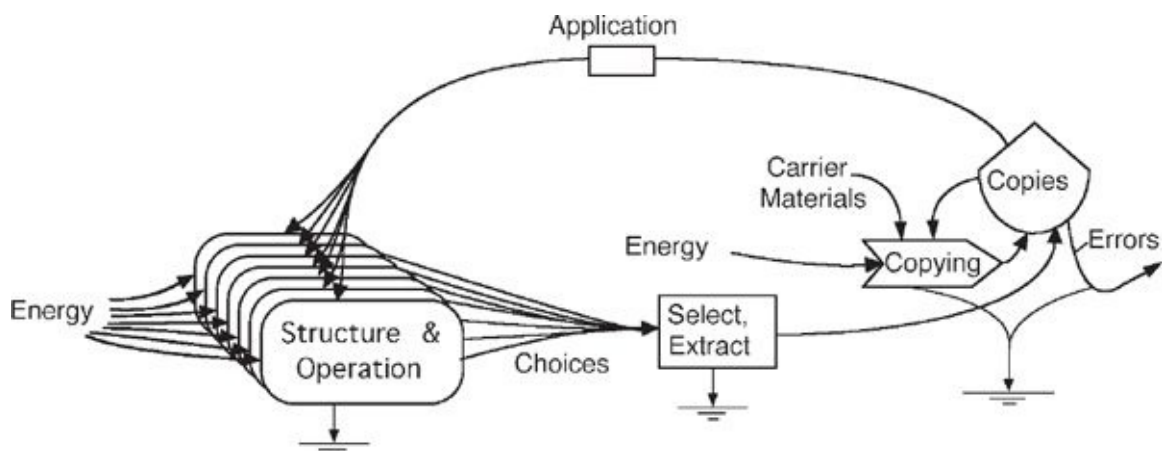 Application
Carrier
Materials
Copies
Energy
Copying
Errors
Energy
Structure &
Operation
Choices
Select,
Extract